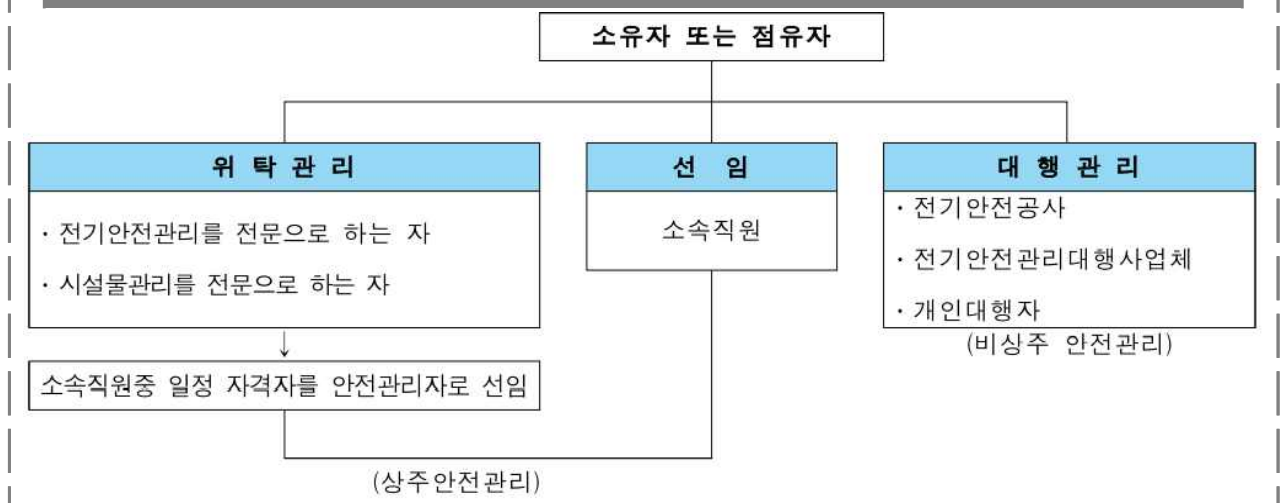 소유자 또는 점유자
위 탁 관 리
· 전기안전관리를 전문으로 하는 자
· 시설물관리를 전문으로 하는 자
↓
소속직원중 일정 자격자를 안전관리자로 선임
선 임
소속직원
(상주안전관리)
대 행 관 리
· 전기안전공사
· 전기안전관리대행사업체
· 개인대행자
(비상주 안전관리)